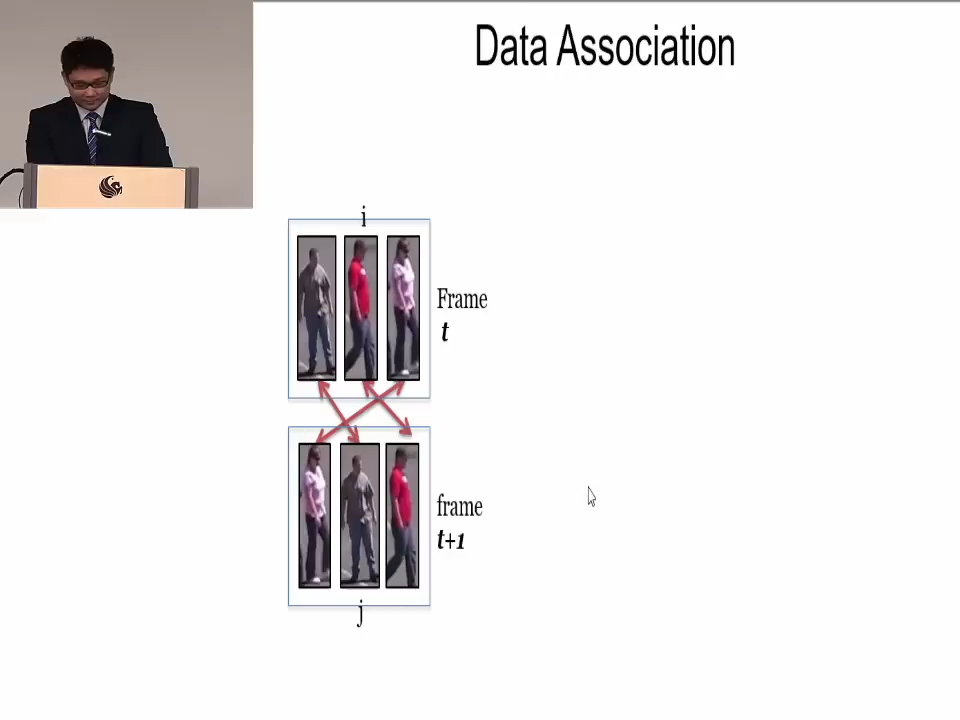 Data Association
i
Frame
t
frame
t+1
j